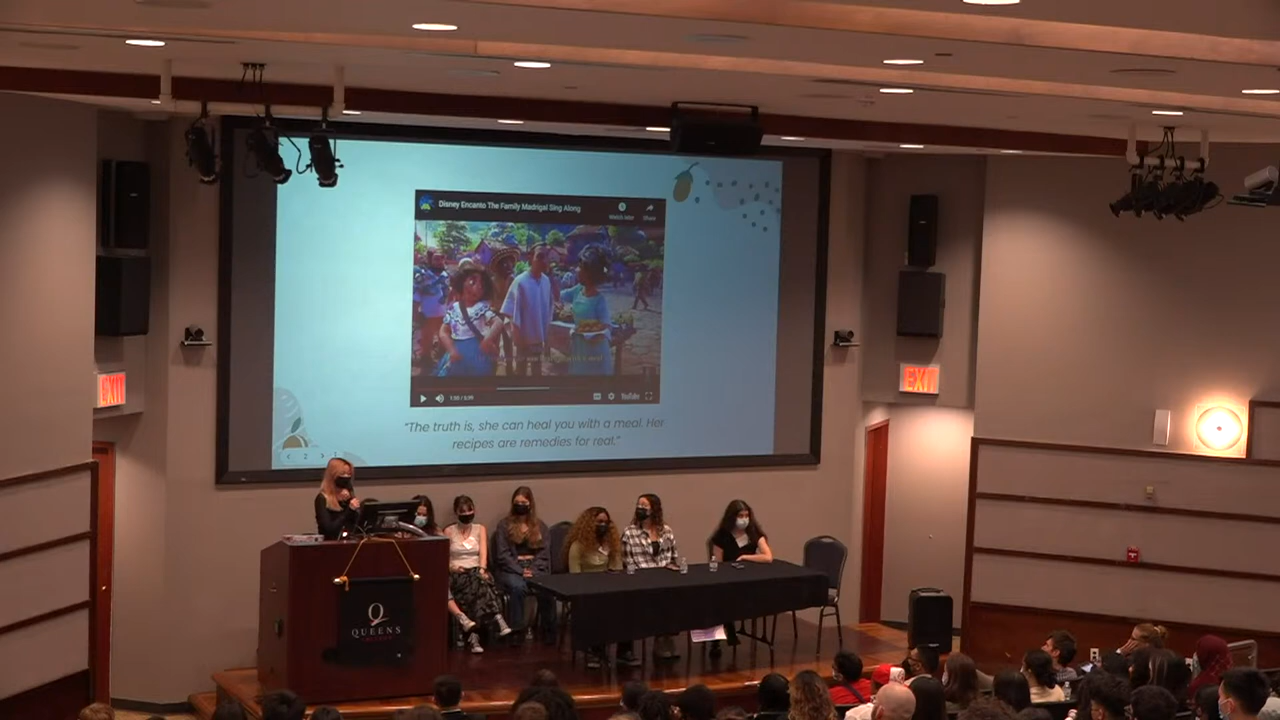 Disney Encanto The Family Madrigal Sing Along
Watch later
Share
YouTube
"The truth is, she can heal you with a meal. Her
recipes are remedies for real."
2
EXIT
EXIT
Q
QUEENS